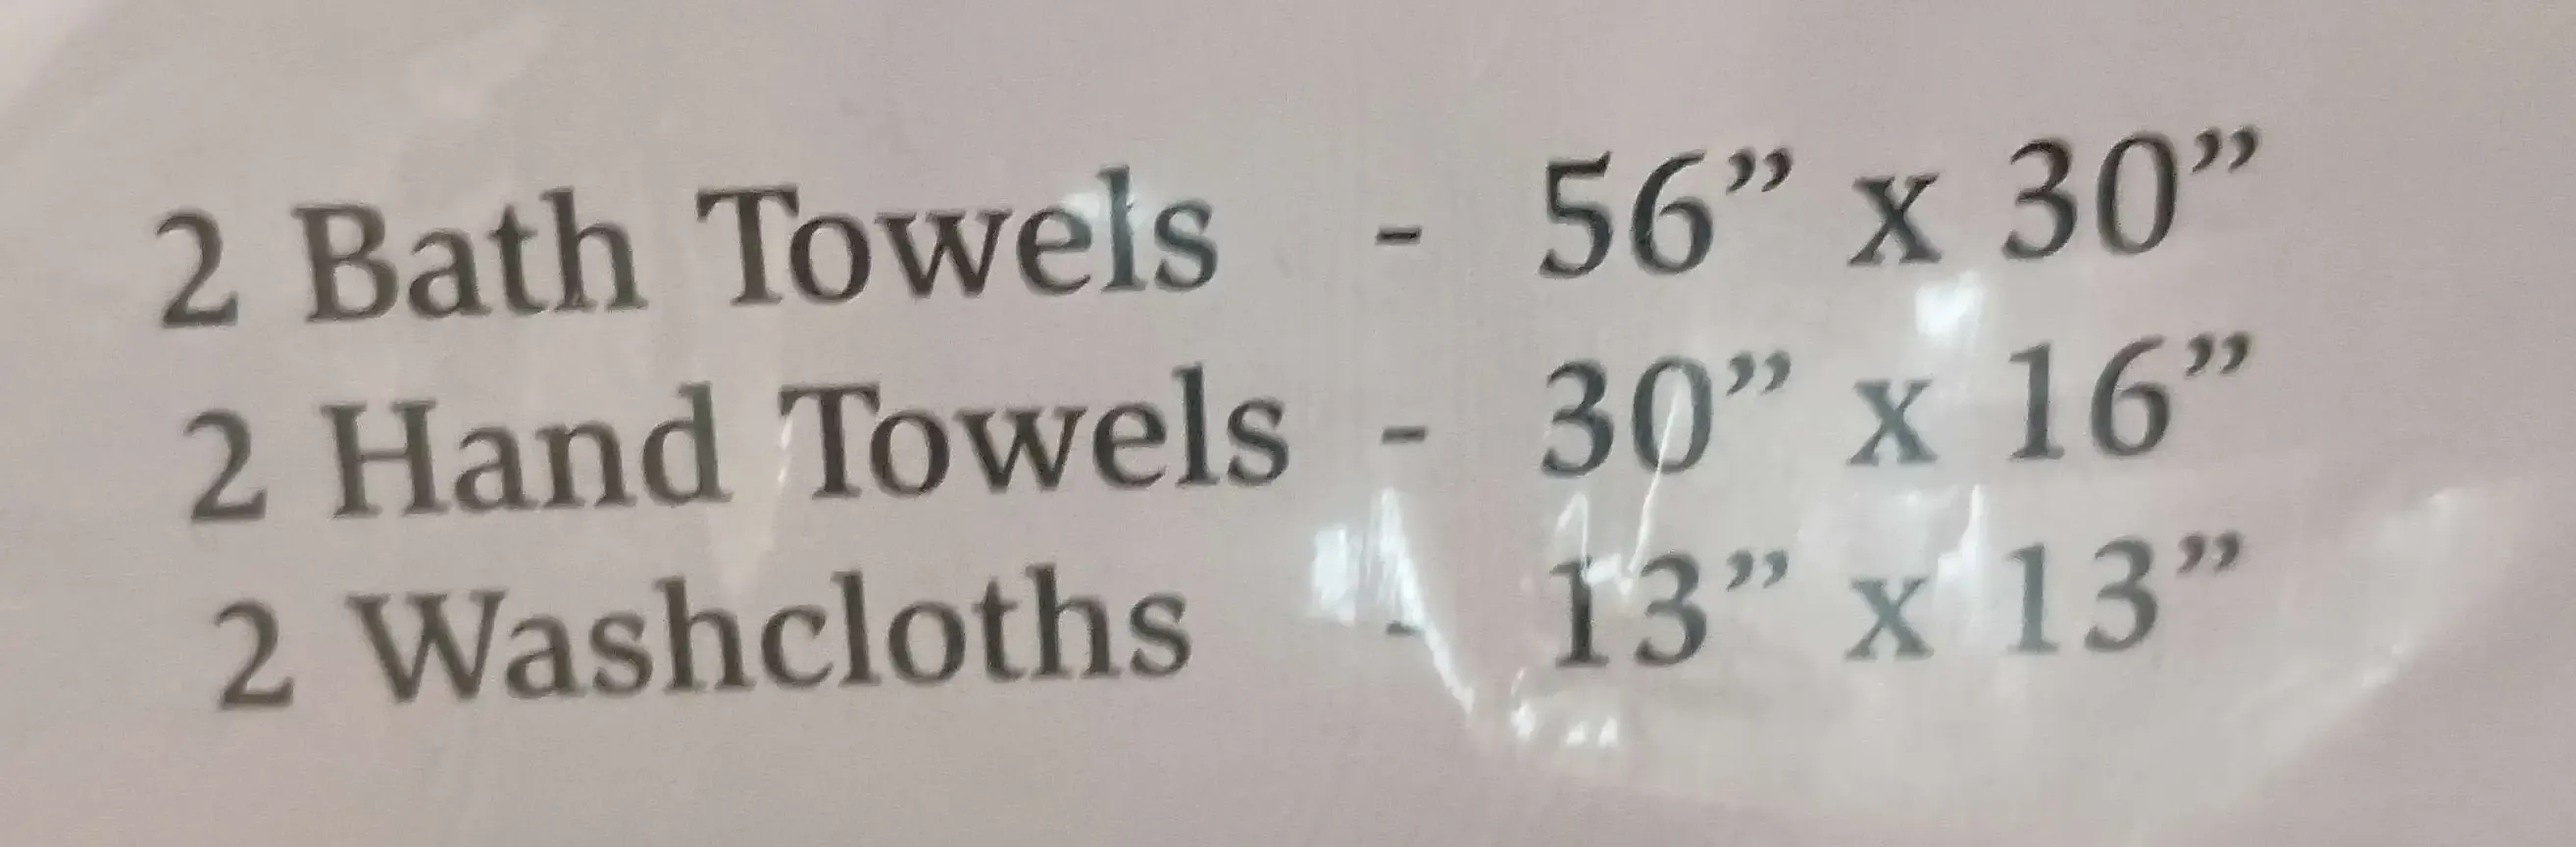 2 Bath Towels - 56” x 30”
2 Hand Towels - 30” x 16”
2 Washcloths - 13” x 13”